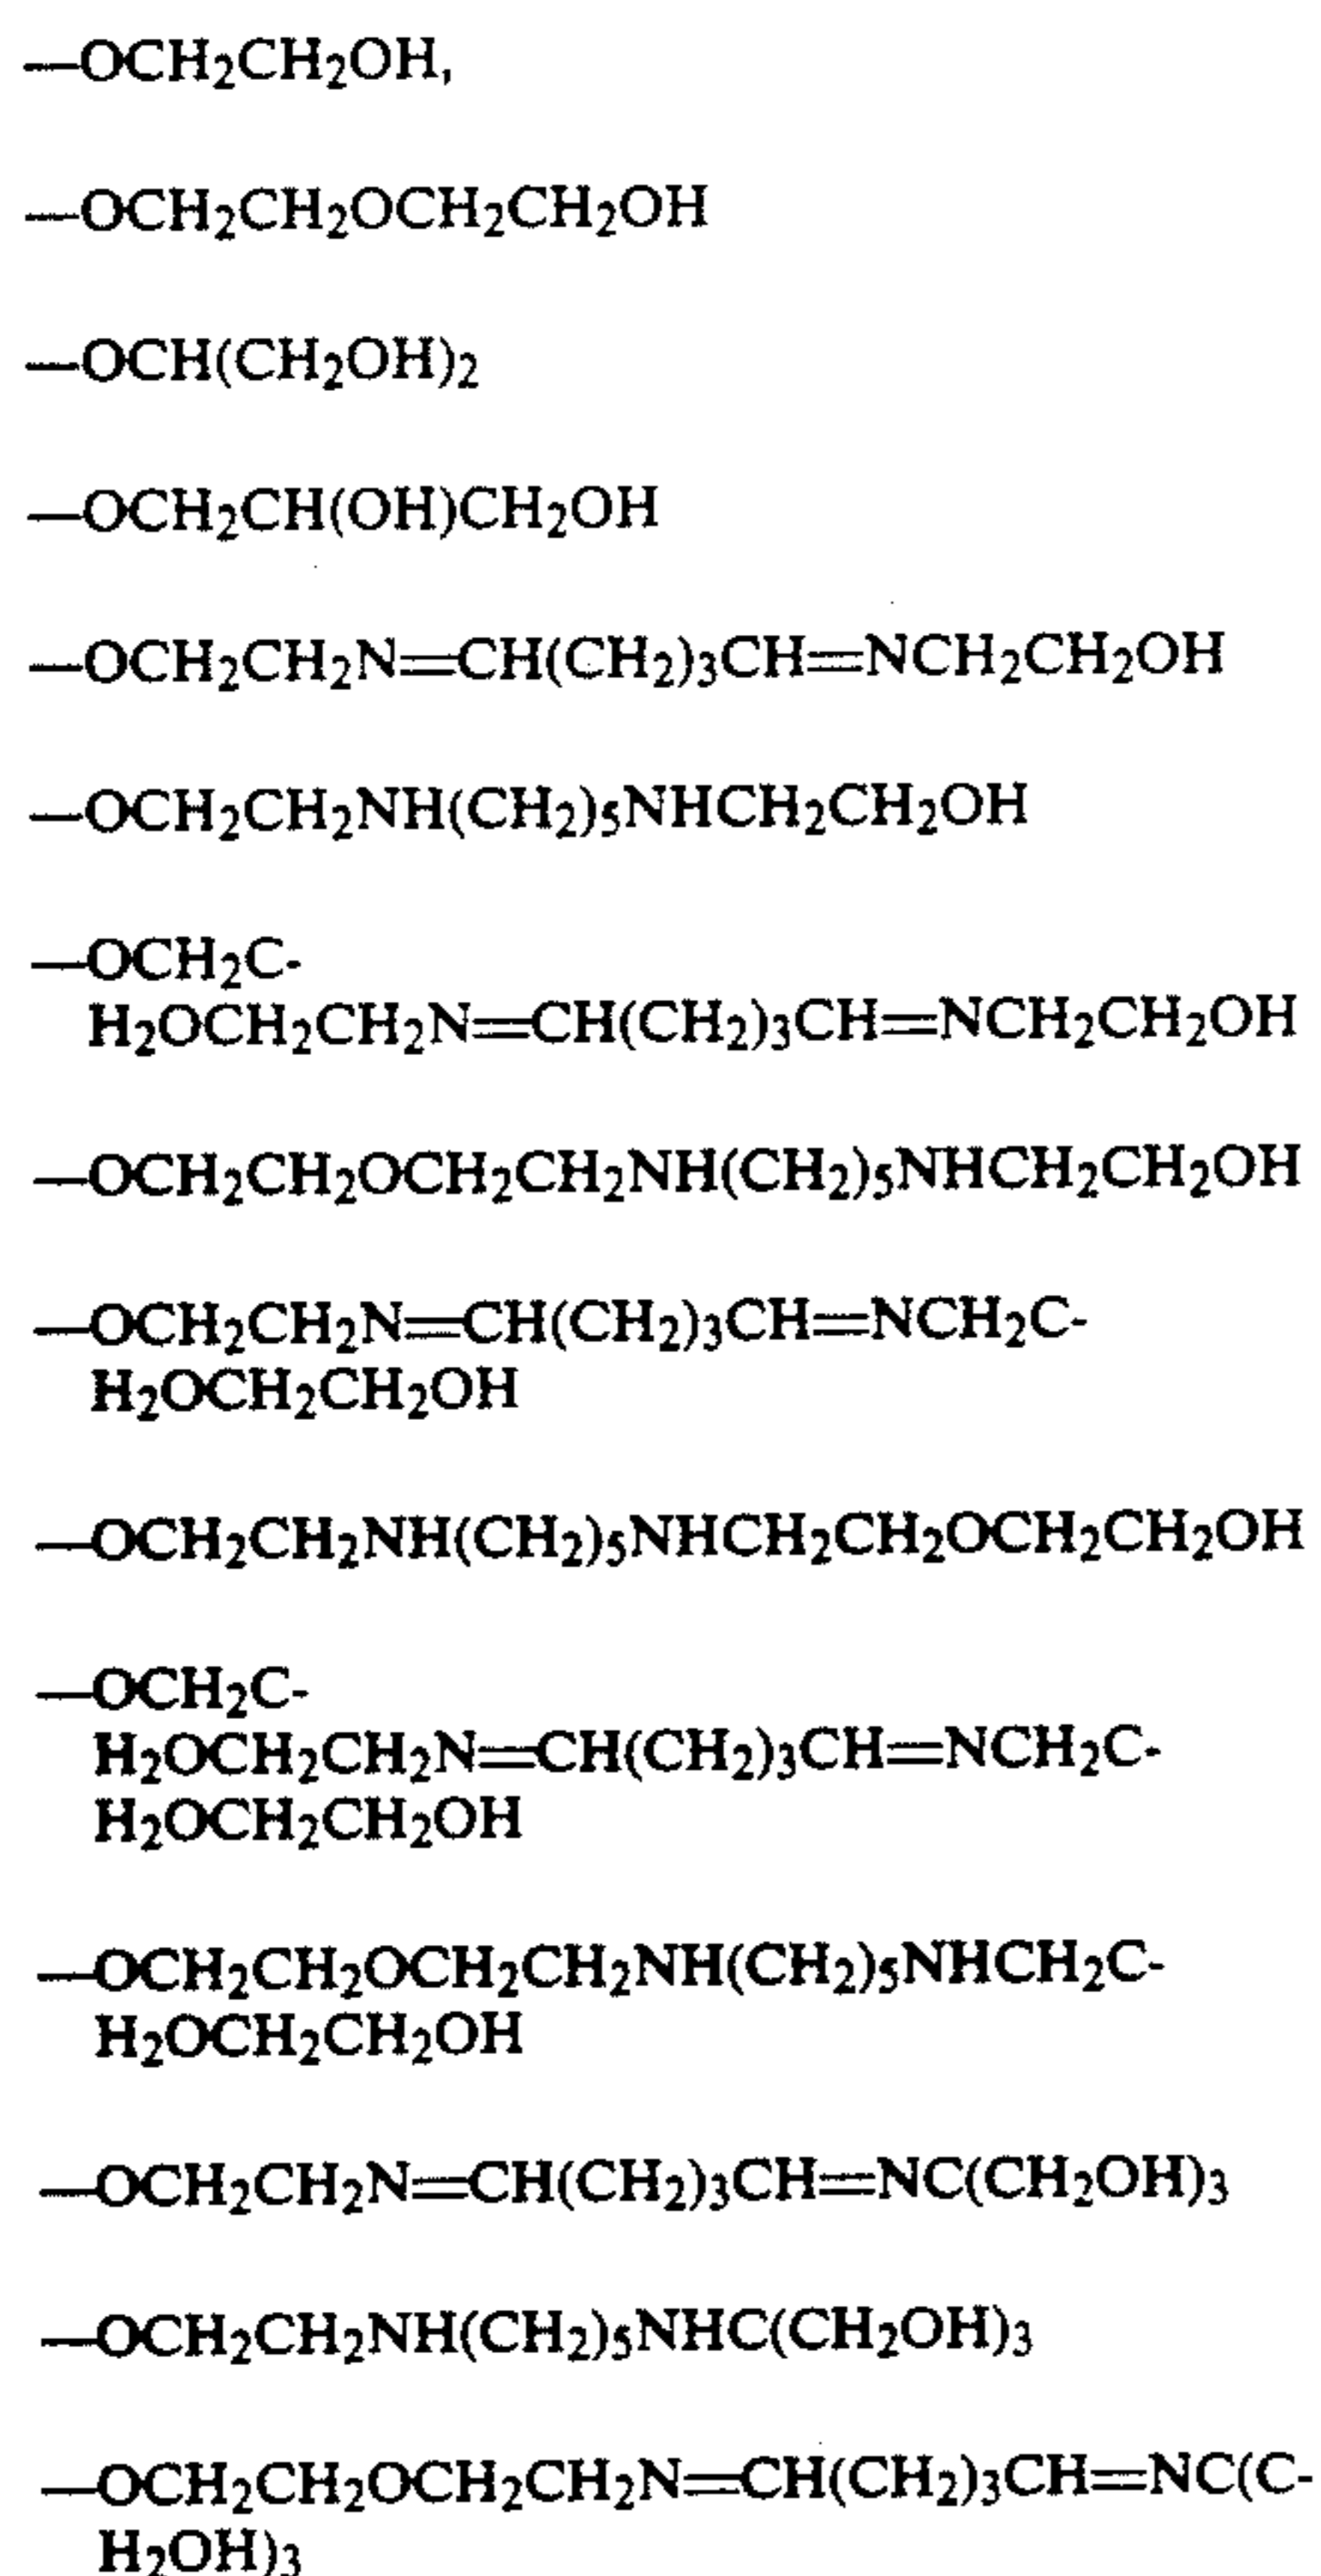 —OCH₂CH₂OH,
—OCH₂CH₂OCH₂CH₂OH
—OCH(CH₂OH)₂
—OCH₂CH(OH)CH₂OH
—OCH₂CH₂N=CH(CH₂)₃CH=NCH₂CH₂OH
—OCH₂CH₂NH(CH₂)₅NHCH₂CH₂OH
—OCH₂C-
H₂OCH₂CH₂N=CH(CH₂)₃CH=NCH₂CH₂OH
—OCH₂CH₂OCH₂CH₂NH(CH₂)₅NHCH₂CH₂OH
—OCH₂CH₂N=CH(CH₂)₃CH=NCH₂C-
H₂OCH₂CH₂OH
—OCH₂CH₂NH(CH₂)₅NHCH₂CH₂OCH₂CH₂OH
—OCH₂C-
H₂OCH₂CH₂N=CH(CH₂)₃CH=NCH₂C-
H₂OCH₂CH₂OH
—OCH₂CH₂OCH₂CH₂NH(CH₂)₅NHCH₂C-
H₂OCH₂CH₂OH
—OCH₂CH₂N=CH(CH₂)₃CH=NC(CH₂OH)₃
—OCH₂CH₂NH(CH₂)₅NHC(CH₂OH)₃
—OCH₂CH₂OCH₂CH₂N=CH(CH₂)₃CH=NC(C-
H₂OH)₃